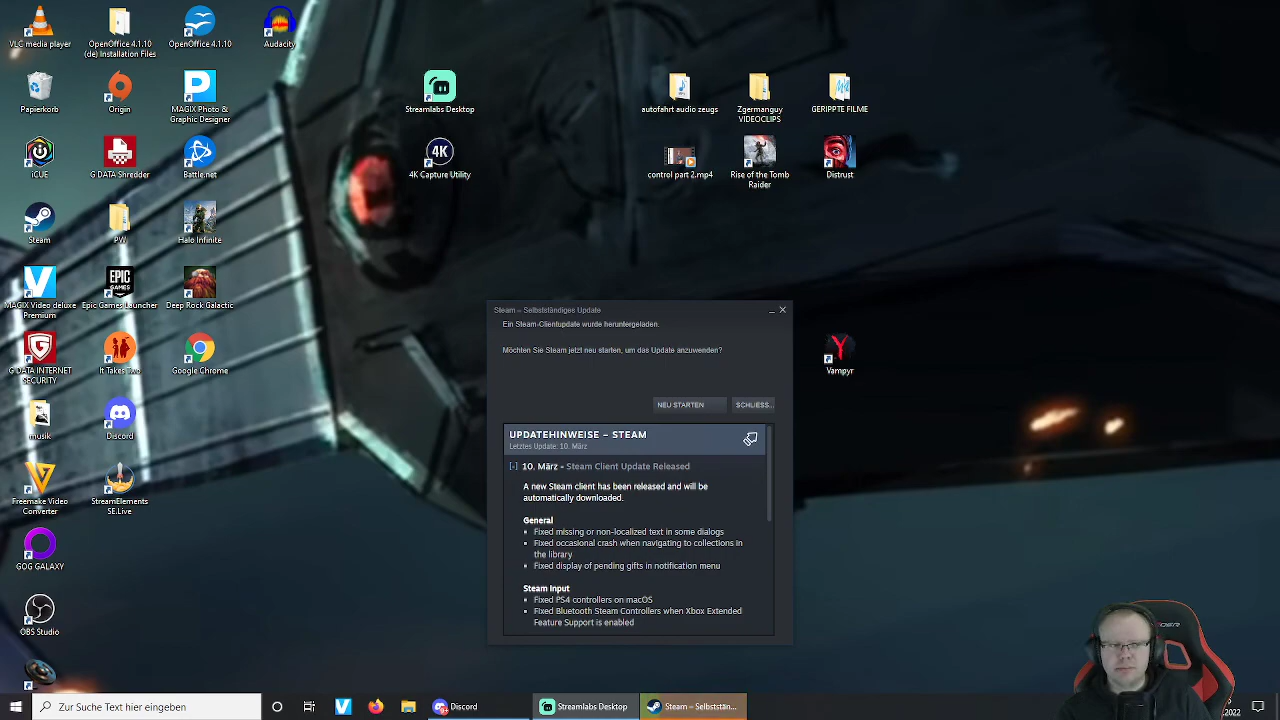 VLC media player
OpenOffice 4.1.10
(de) Installation Files
OpenOffice 4.1.10
Audacity
Papierkorb
Origin
MAGIX Photo &
Graphic Designer
Streamlabs Desktop
autofahrt audio zeugs
Zgermanguy
VIDEOCLIPS
GERIPPTE FILME
iCUE
G DATA Shredder
Battle.net
4K
4K Capture Utility
control part 2.mp4
Rise of the Tomb
Raider
Distrust
Steam
PW
Halo Infinite
EPIC
GAMES
MAGIX Video deluxe
Premium
Epic Games Launcher
Deep Rock Galactic
G DATA INTERNET
SECURITY
It Takes Two
Google Chrome
Vampyr
musik
Discord
Freemake Video
Converter
StreamElements
SE.Live
GOG GALAXY
OBS Studio
Steam – Selbstständiges Update
Ein Steam-Clientupdate wurde heruntergeladen.
Möchten Sie Steam jetzt neu starten, um das Update anzuwenden?
NEU STARTEN
SCHLIESS...
UPDATEHINWEISE – STEAM
Letztes Update: 10. März
[-] 10. März - Steam Client Update Released
A new Steam client has been released and will be
automatically downloaded.
General
Fixed missing or non-localized text in some dialogs
Fixed occasional crash when navigating to collections in
the library
Fixed display of pending gifts in notification menu
Steam Input
Fixed PS4 controllers on macOS
Fixed Bluetooth Steam Controllers when Xbox Extended
Feature Support is enabled
Zur Suche Text hier eingeben
Discord
Streamlabs Desktop
Steam – Selbststän...
2022